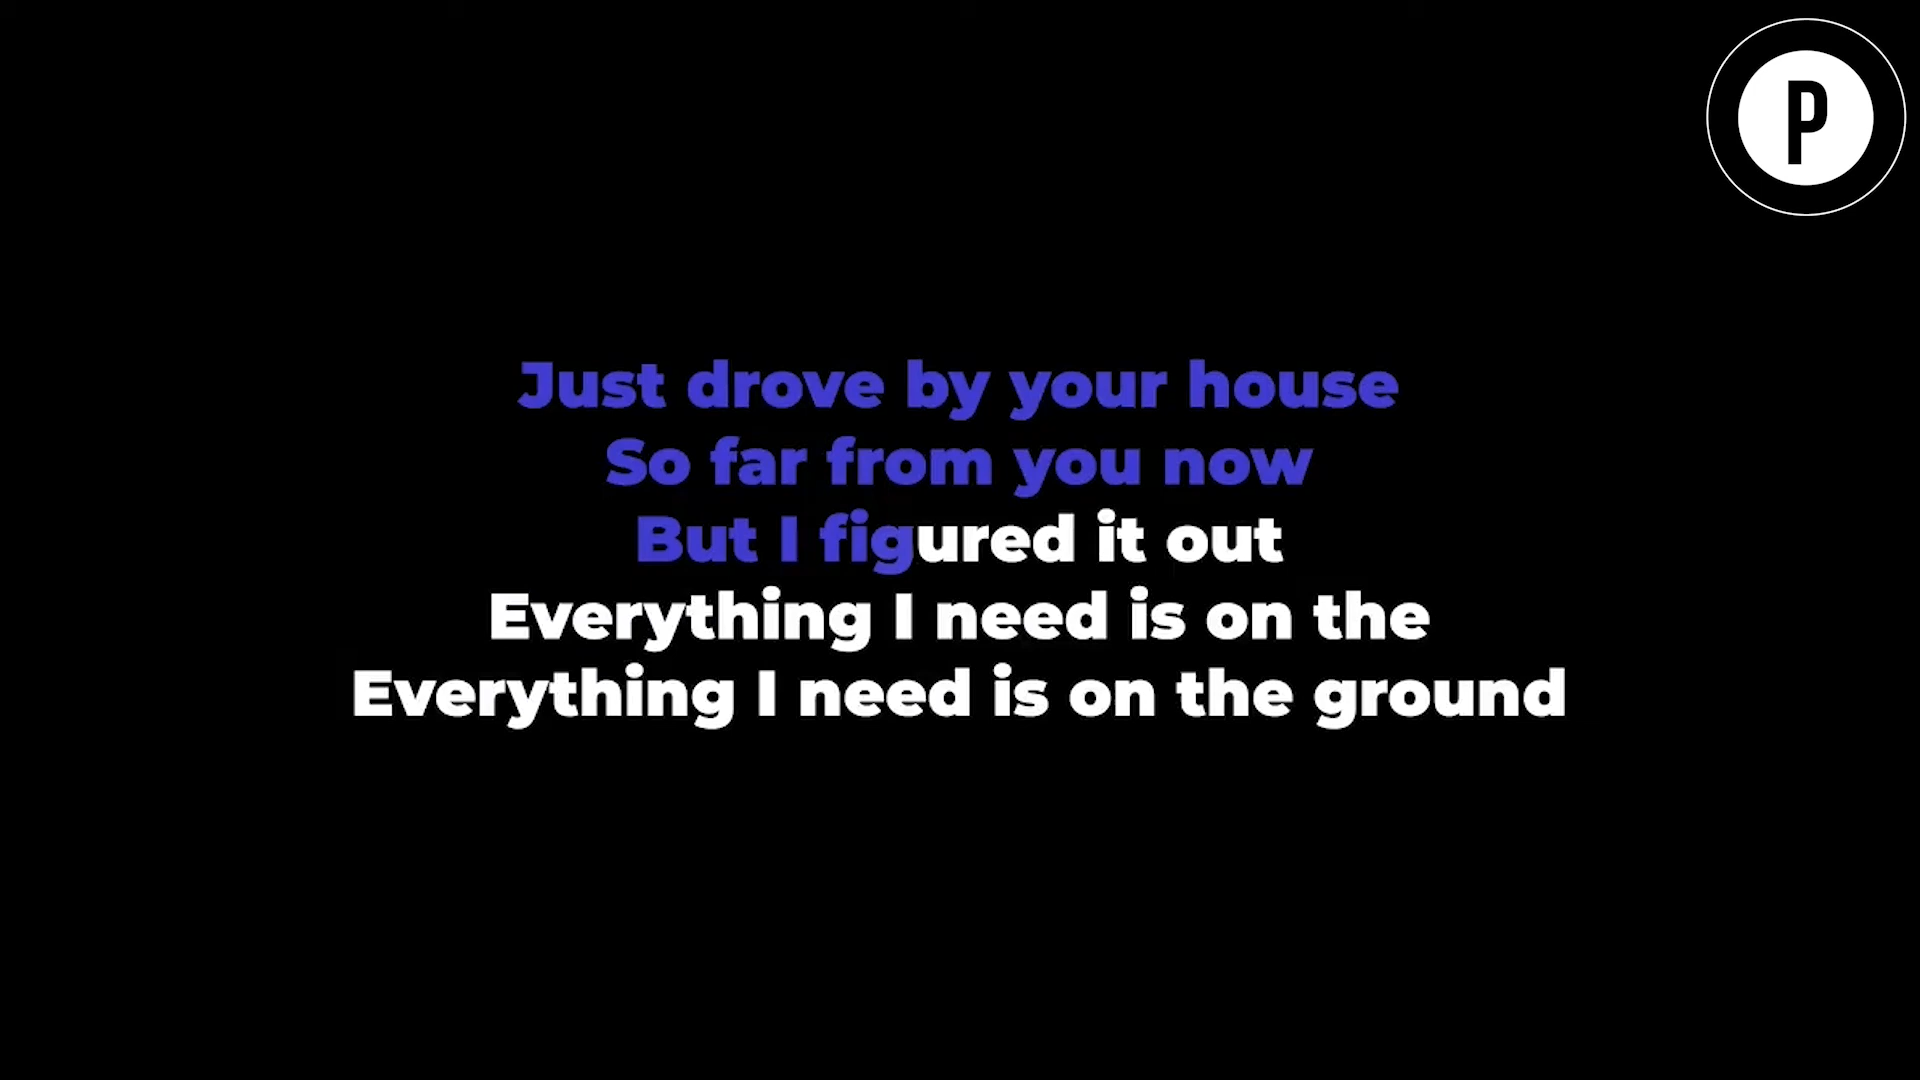 P
Just drove by your house
So far from you now
But I figured it out
Everything I need is on the
Everything I need is on the ground